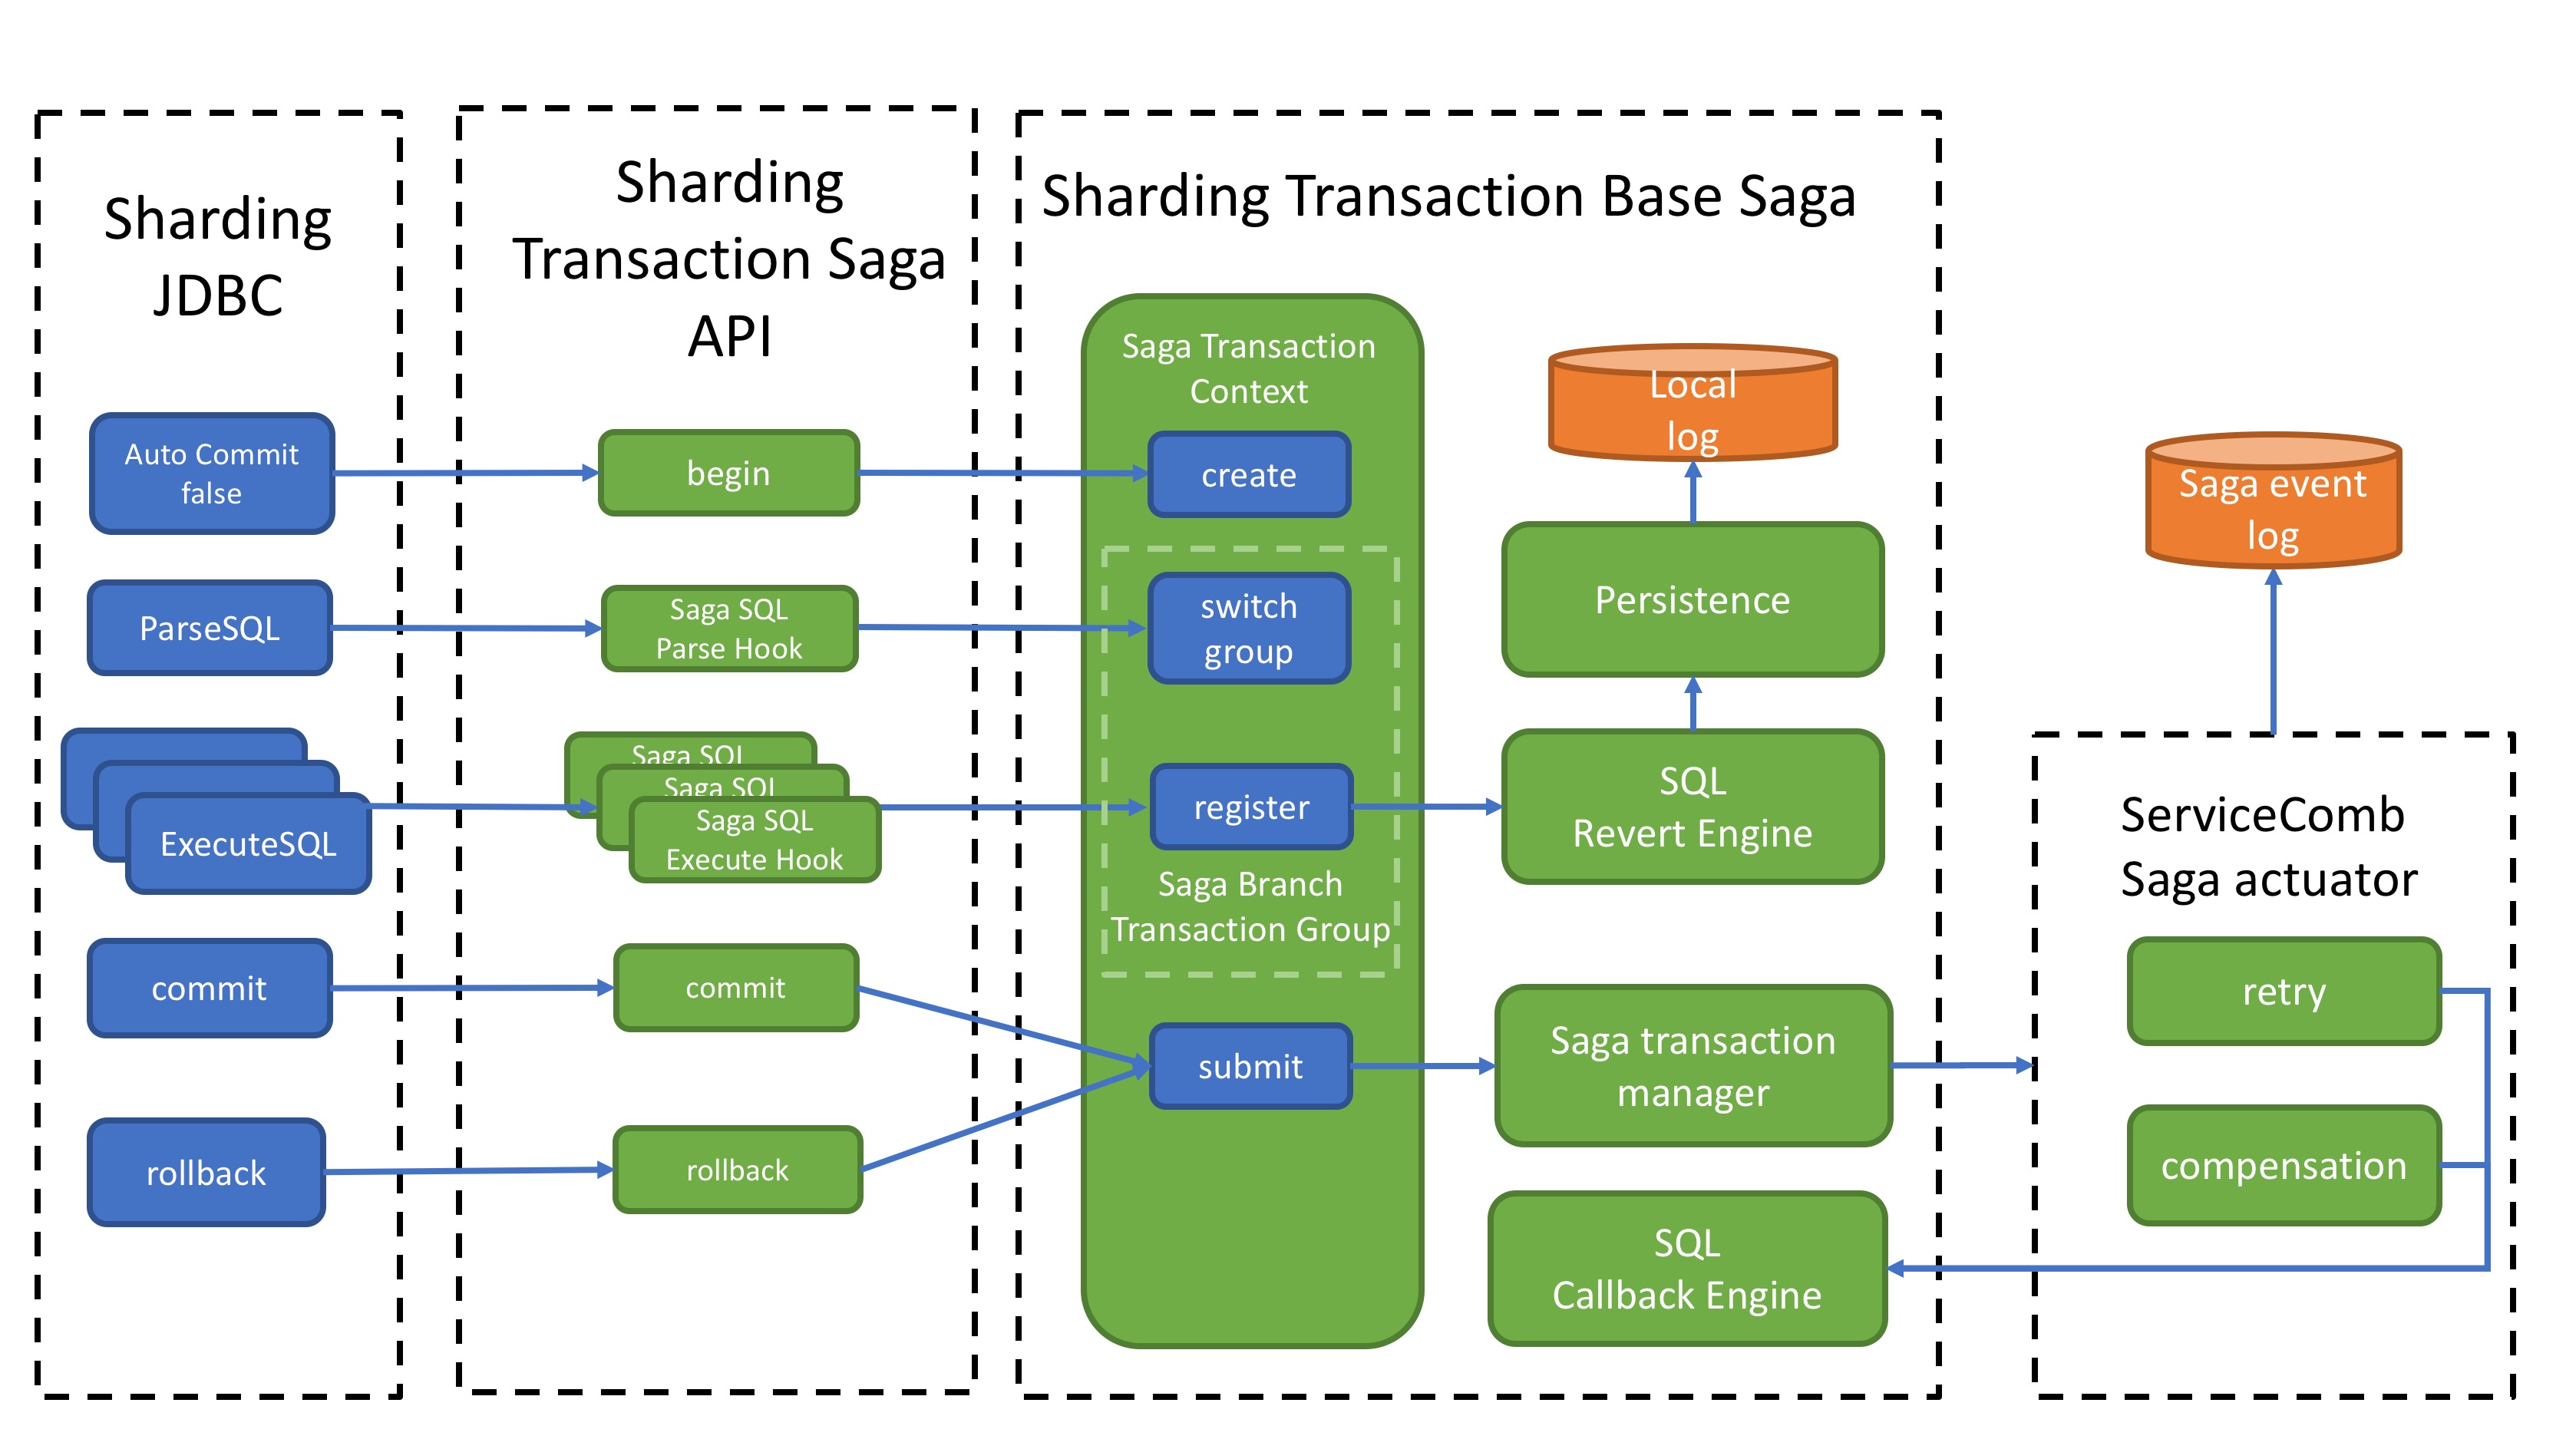 Sharding
JDBC
Auto Commit
false
ParseSQL
ExecuteSQL
commit
rollback
Sharding
Transaction Saga
API
begin
Saga SQL
Parse Hook
Saga SQL
Saga SQL
Saga SQL
Execute Hook
commit
rollback
Sharding Transaction Base Saga
Saga Transaction
Context
create
switch
group
register
Saga Branch
Transaction Group
submit
Local
log
Persistence
SQL
Revert Engine
Saga transaction
manager
SQL
Callback Engine
Saga event
log
ServiceComb
Saga actuator
retry
compensation